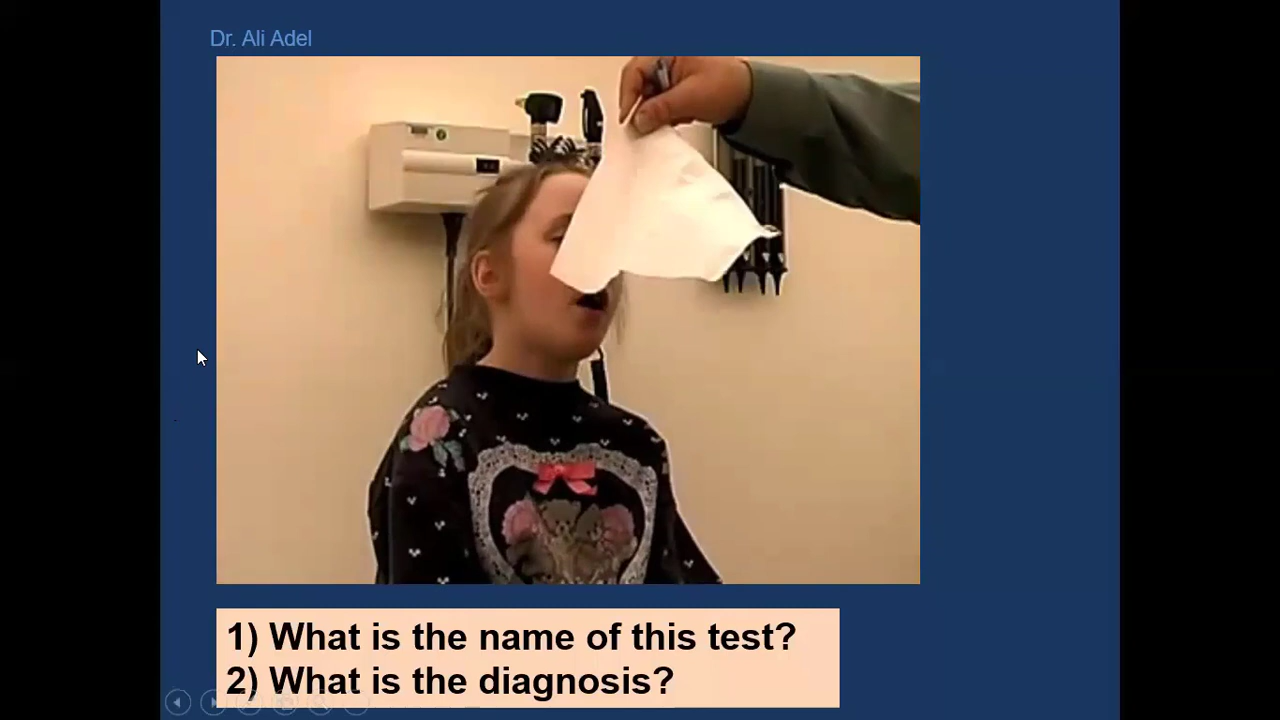 Dr. Ali Adel
1) What is the name of this test?
2) What is the diagnosis?